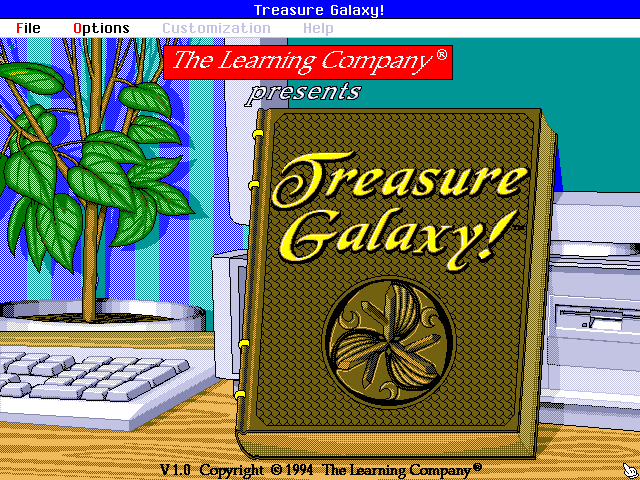 Treasure Galaxy!
File Options Customization Help
The Learning Company®
presents
Treasure
Galaxy!™
V 1.0 Copyright © 1994 The Learning Company®